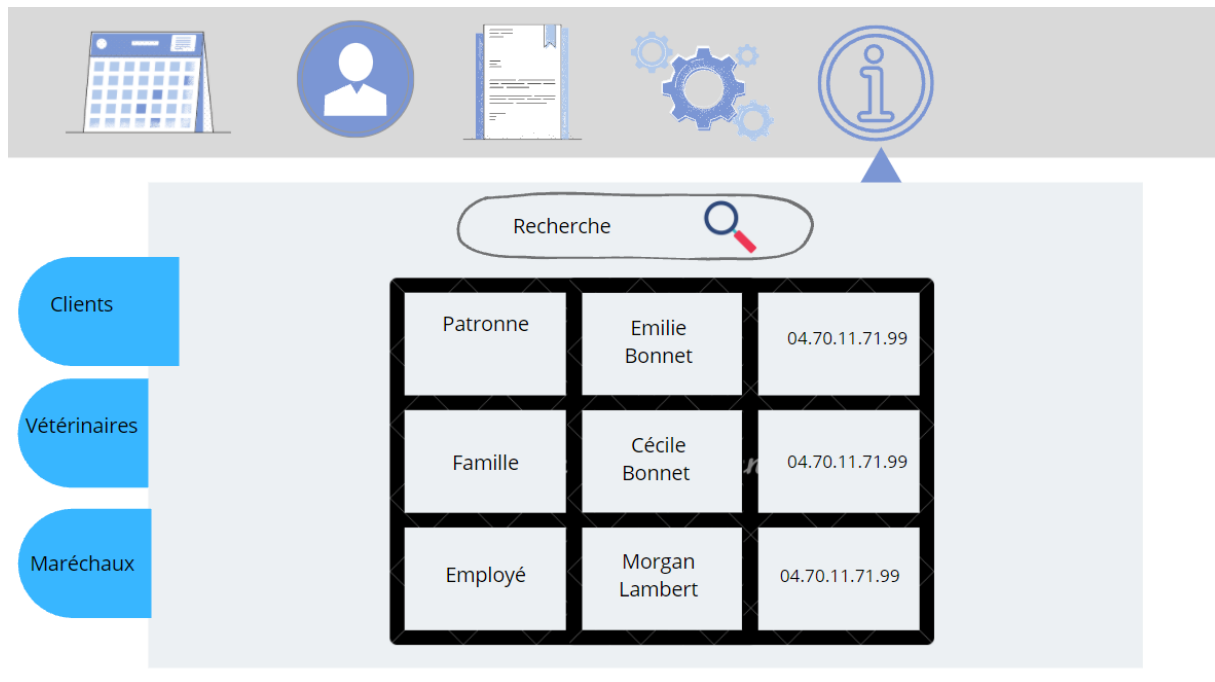 Recherche
Clients
Vétérinaires
Maréchaux
Patronne
Emilie
Bonnet
04.70.11.71.99
Famille
Cécile
Bonnet
04.70.11.71.99
Employé
Morgan
Lambert
04.70.11.71.99